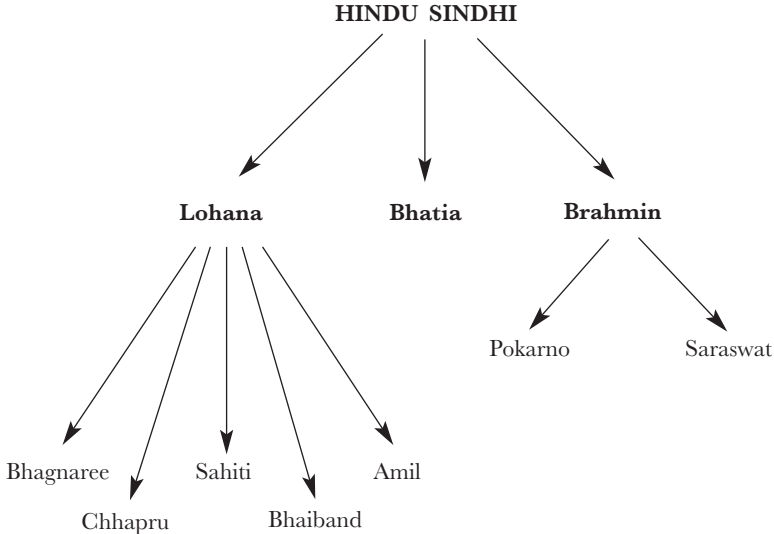 HINDU SINDHI
Lohana Bhatia Brahmin
Pokarno Saraswat
Bhagnaree Sahiti Amil
Chhapru Bhaiband